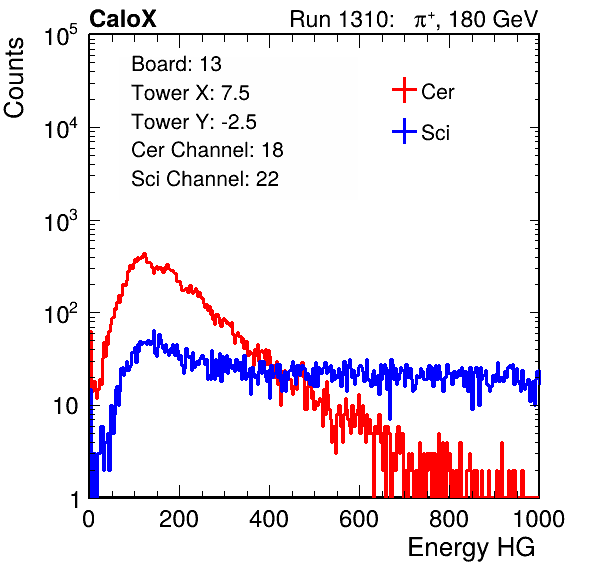 CaloX Run 1310: π⁺, 180 GeV
Counts
Board: 13
Tower X: 7.5
Tower Y: -2.5
Cer Channel: 18
Sci Channel: 22
Cer
Sci
10⁵
10⁴
10³
10²
10
1
0 200 400 600 800 1000
Energy HG